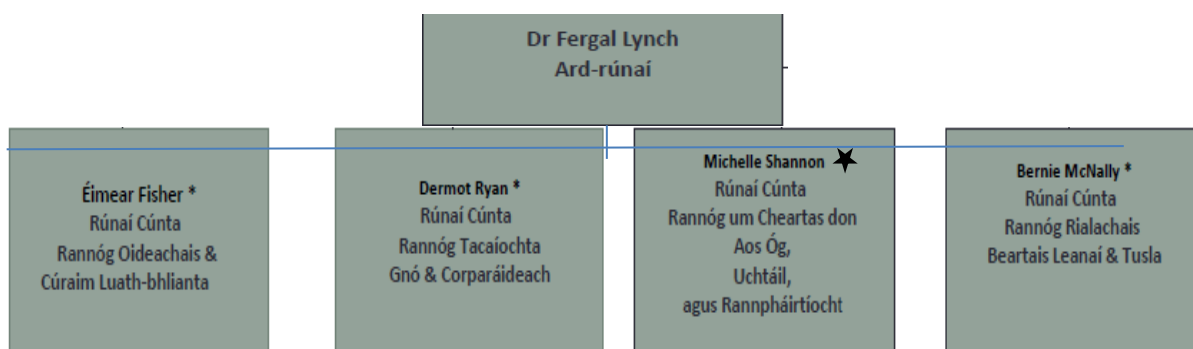 Dr Fergal Lynch
Ard-rúnaí
Éimear Fisher *
Rúnaí Cúnta
Rannóg Oideachais &
Cúraim Luath-bhlianta
Dermot Ryan *
Rúnaí Cúnta
Rannóg Tacaíochta
Gnó & Corparáideach
Michelle Shannon ★
Rúnaí Cúnta
Rannóg um Cheartas don
Aos Óg,
Uchtáil,
agus Rannpháirtíocht
Bernie McNally *
Rúnaí Cúnta
Rannóg Rialachais
Beartais Leanaí & Tusla